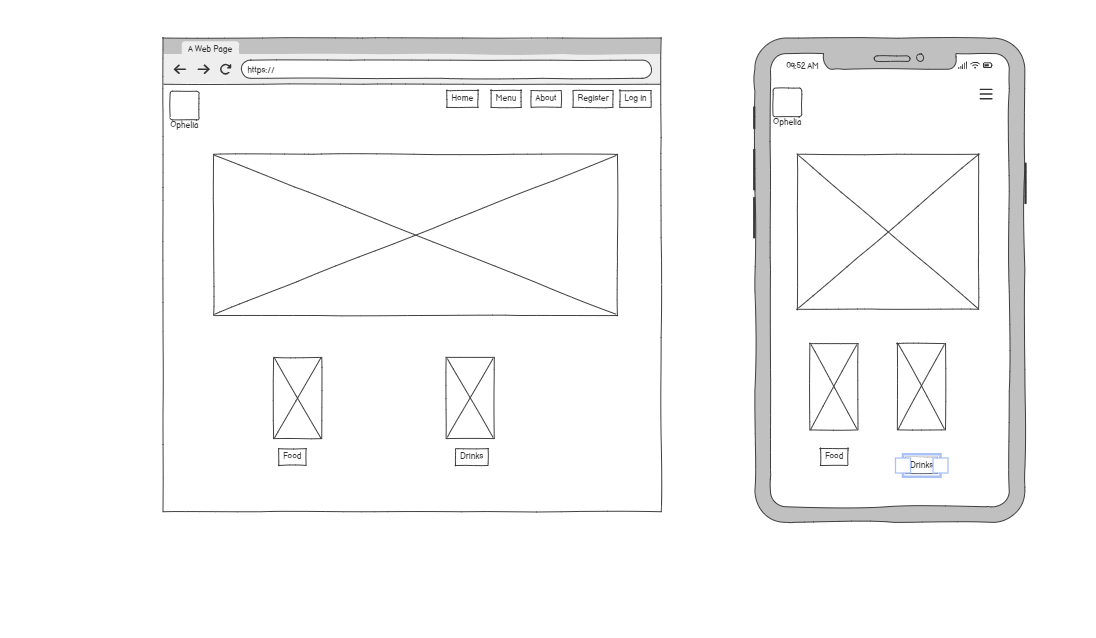 A Web Page
https://
Home
Menu
About
Register
Log in
Ophelia
Food
Drinks
09:52 AM
Ophelia
Food
Drinks